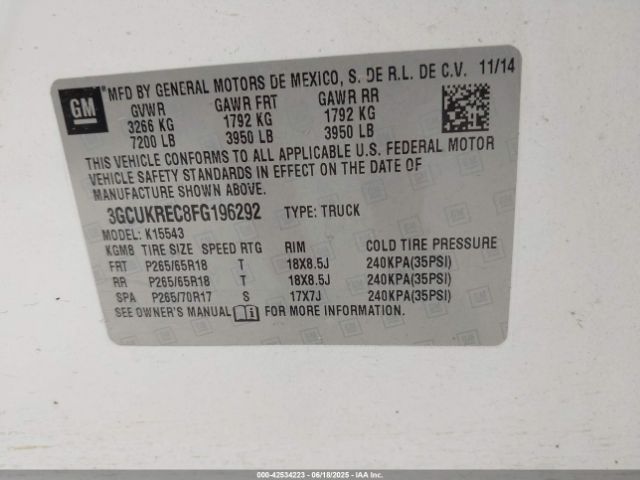 GM
MFD BY GENERAL MOTORS DE MEXICO, S. DE R.L. DE C.V. 11/14
GVWR GAWR FRT GAWR RR
3266 KG 1792 KG 1792 KG
7200 LB 3950 LB 3950 LB
THIS VEHICLE CONFORMS TO ALL APPLICABLE U.S. FEDERAL MOTOR
VEHICLE SAFETY STANDARDS IN EFFECT ON THE DATE OF
MANUFACTURE SHOWN ABOVE.
3GCUKREC8FG196292 TYPE: TRUCK
MODEL: K15543
KGM8 TIRE SIZE SPEED RTG RIM COLD TIRE PRESSURE
FRT P265/65R18 T 18X8.5J 240KPA(35PSI)
RR P265/65R18 T 18X8.5J 240KPA(35PSI)
SPA P265/70R17 S 17X7J 240KPA(35PSI)
SEE OWNER'S MANUAL FOR MORE INFORMATION.
IAAI - 42534223 - 06/18/2025 - IAAI.COM